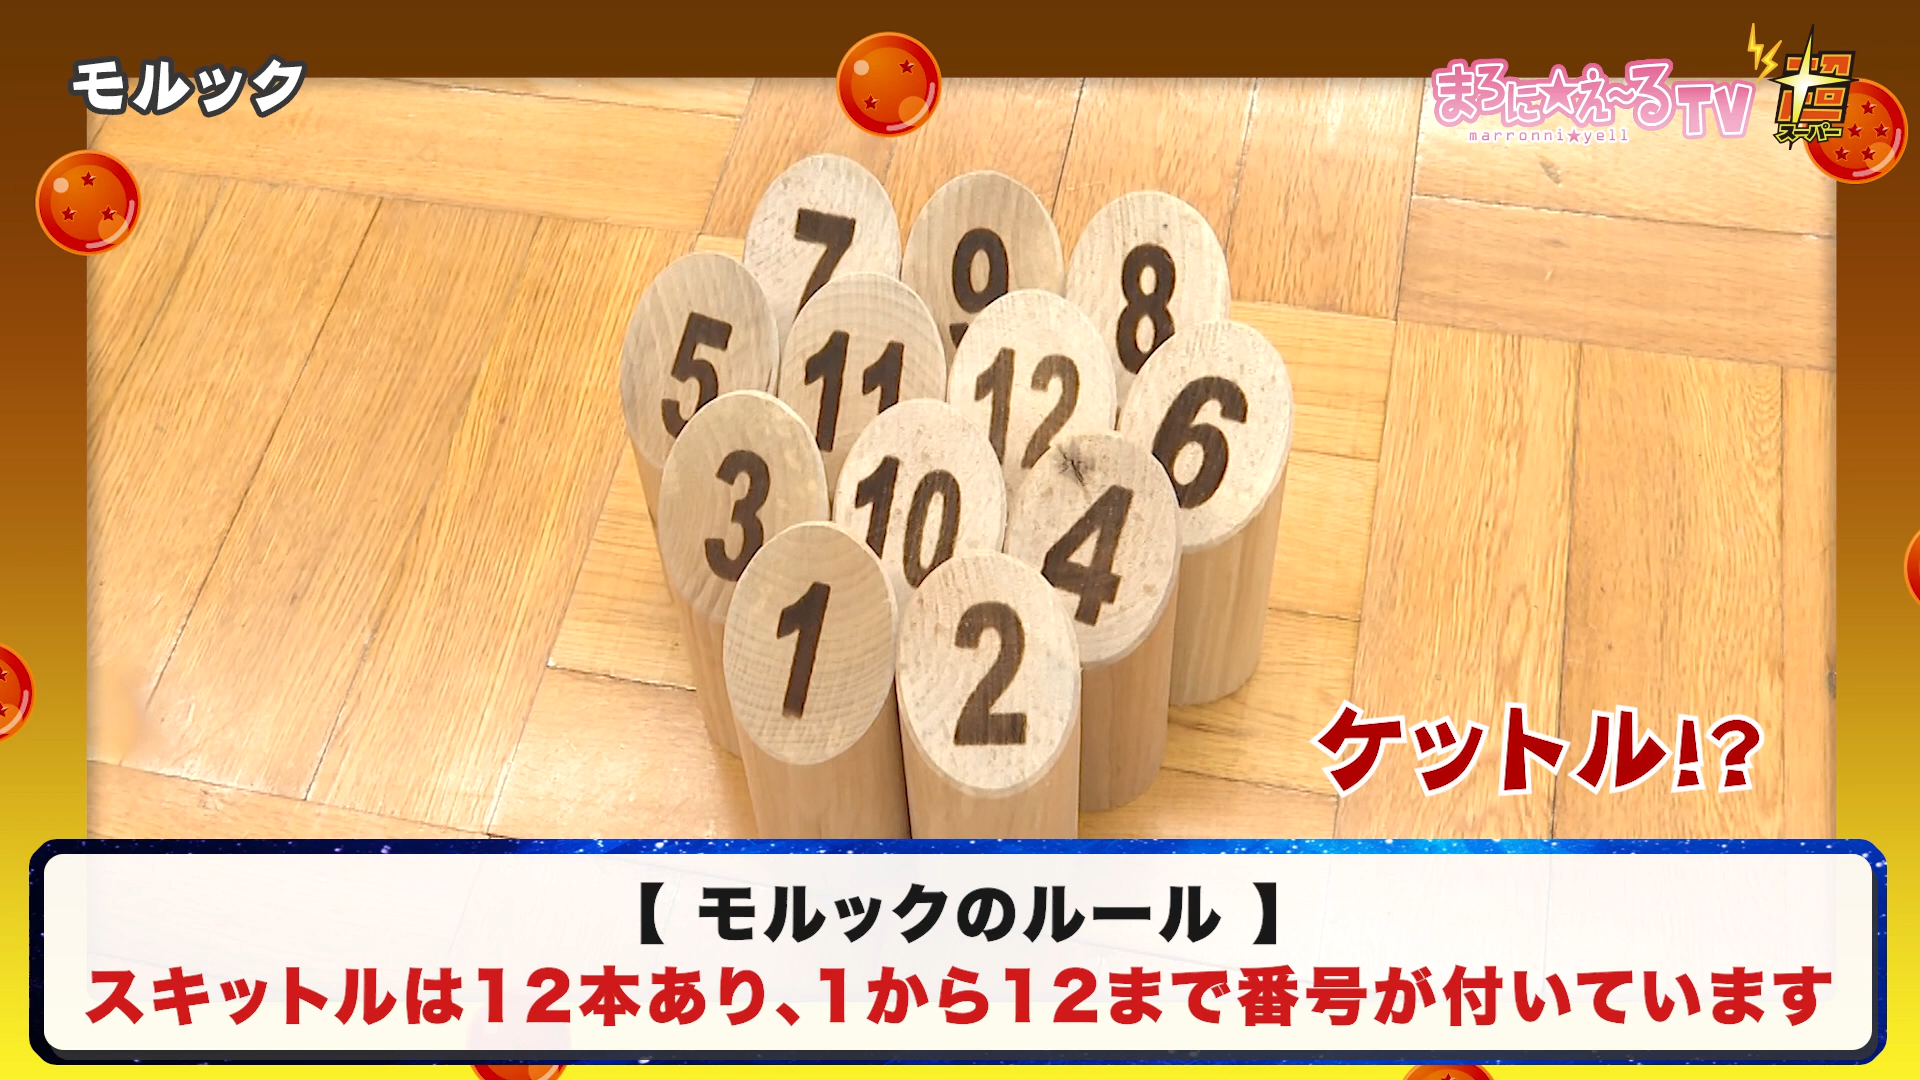 モルック
まろに★え〜るTV
marronni★yell
超
スーパー
7
9
8
5
11
12
6
3
10
4
1
2
ケットル!?
【 モルックのルール 】
スキットルは12本あり、1から12まで番号が付いています